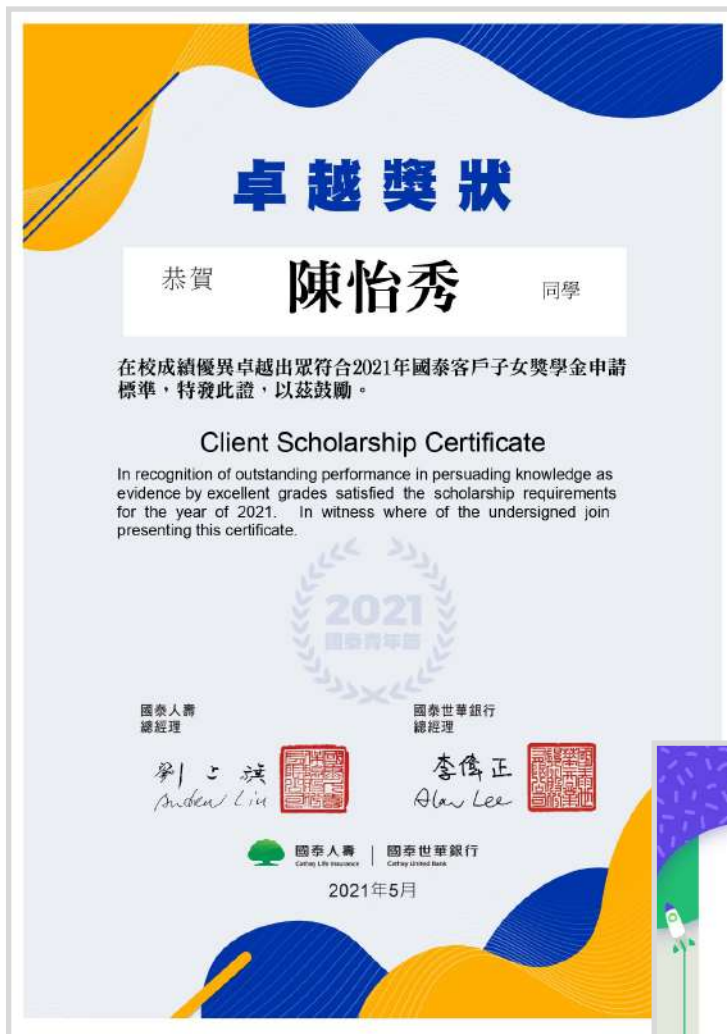 卓越獎狀
恭賀 陳怡秀 同學
在校成績優異卓越出眾符合2021年國泰客戶子女獎學金申請
標準，特發此證，以茲鼓勵。
Client Scholarship Certificate
In recognition of outstanding performance in persuading knowledge as
evidence by excellent grades satisfied the scholarship requirements
for the year of 2021. In witness where of the undersigned join
presenting this certificate.
2021
國泰青年節
國泰人壽
總經理
劉上旗
Andrew Liu
國泰世華銀行
總經理
李偉正
Alan Lee
國泰人壽
Cathay Life Insurance
國泰世華銀行
Cathay United Bank
2021年5月